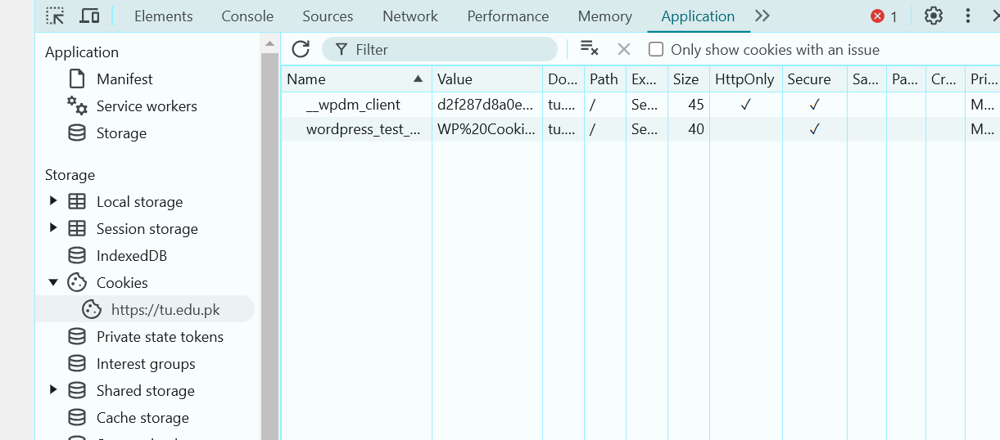 Elements Console Sources Network Performance Memory Application 1
Application
Manifest
Service workers
Storage
Storage
Local storage
Session storage
IndexedDB
Cookies
https://tu.edu.pk
Private state tokens
Interest groups
Shared storage
Cache storage
Filter Only show cookies with an issue
Name Value Do... Path Ex... Size HttpOnly Secure Sa... Pa... Cr... Pri...
__wpdm_client d2f287d8a0e... tu.... / Se... 45 ✓ ✓ M...
wordpress_test_... WP%20Cooki... tu.... / Se... 40 ✓ M...